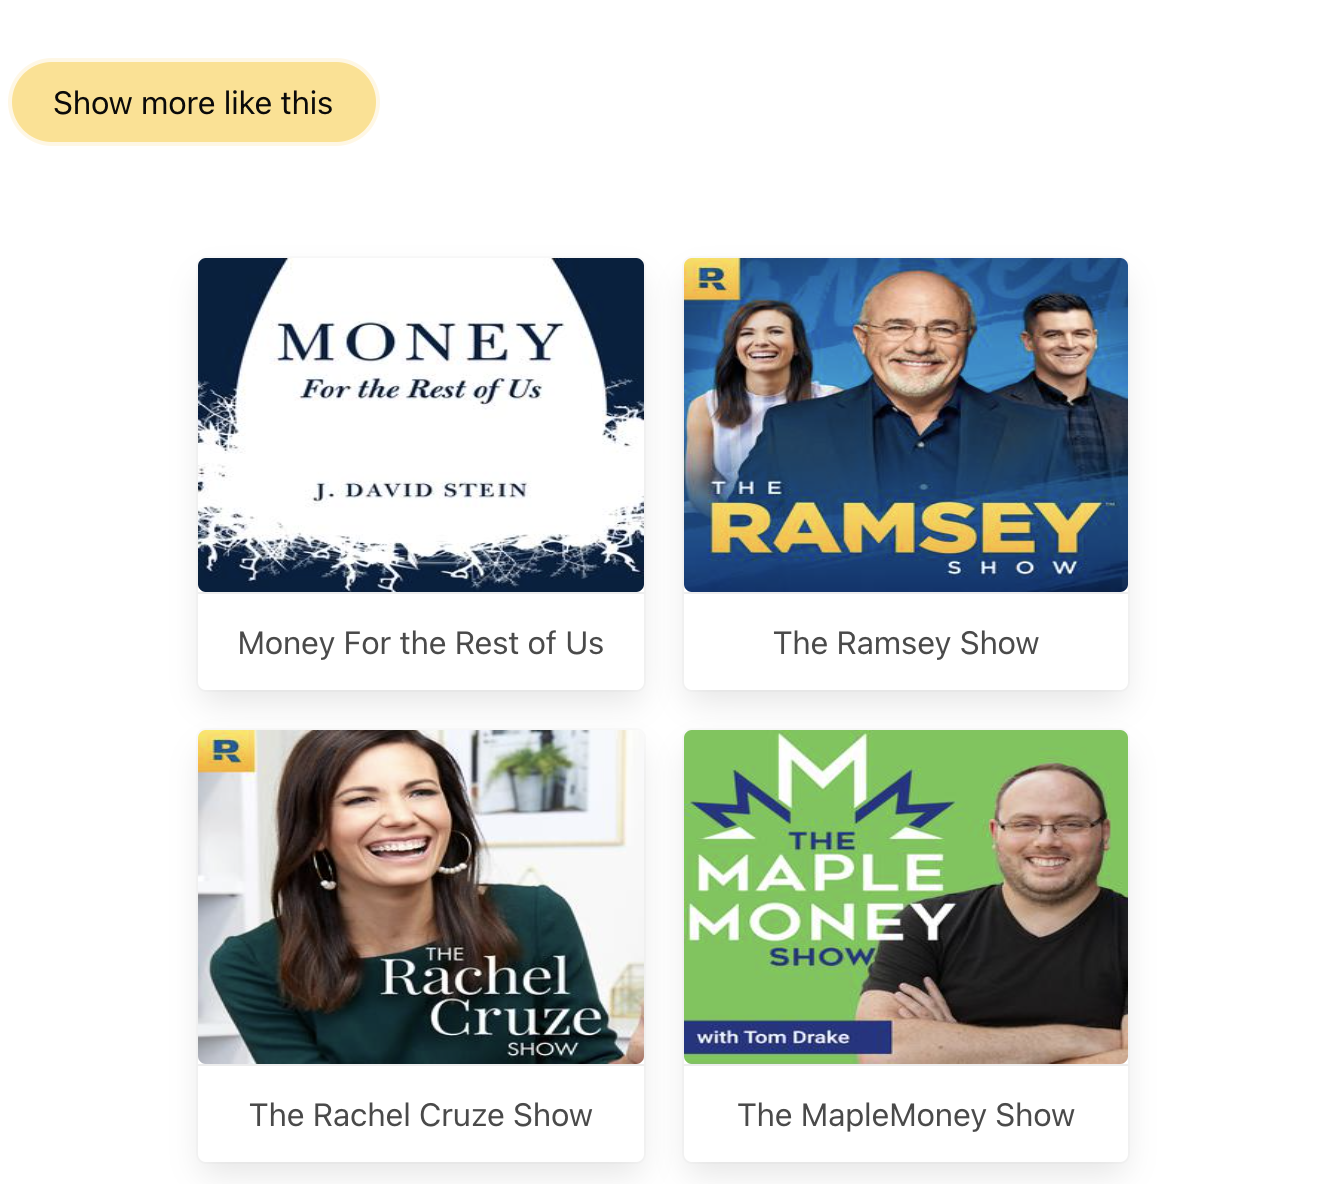 Show more like this
MONEY
For the Rest of Us
J. DAVID STEIN
Money For the Rest of Us
R
THE
RAMSEY™
SHOW
The Ramsey Show
R
THE
Rachel
Cruze
SHOW
The Rachel Cruze Show
M
THE
MAPLE
MONEY
SHOW
with Tom Drake
The MapleMoney Show